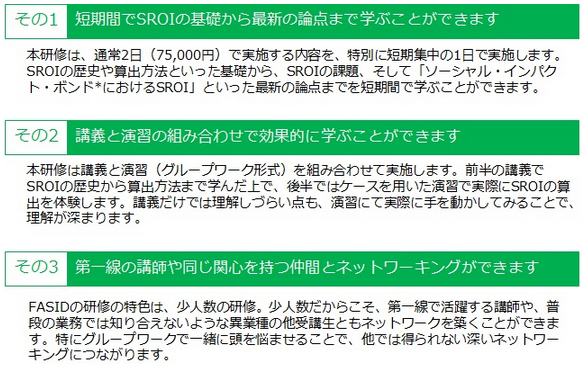 その1 短期間でSROIの基礎から最新の論点まで学ぶことができます
本研修は、通常2日（75,000円）で実施する内容を、特別に短期集中の1日で実施します。
SROIの歴史や算出方法といった基礎から、SROIの課題、そして「ソーシャル・インパク
ト・ボンド*におけるSROI」といった最新の論点までを短期間で学ぶことができます。
その2 講義と演習の組み合わせで効果的に学ぶことができます
本研修は講義と演習（グループワーク形式）を組み合わせて実施します。前半の講義で
SROIの歴史から算出方法まで学んだ上で、後半ではケースを用いた演習で実際にSROIの算
出を体験します。講義だけでは理解しづらい点も、演習にて実際に手を動かしてみることで、
理解が深まります。
その3 第一線の講師や同じ関心を持つ仲間とネットワーキングができます
FASIDの研修の特色は、少人数の研修。少人数だからこそ、第一線で活躍する講師や、普
段の業務では知り合えないような異業種の他受講生ともネットワークを築くことができま
す。特にグループワークで一緒に頭を悩ませることで、他では得られない深いネットワー
キングにつながります。